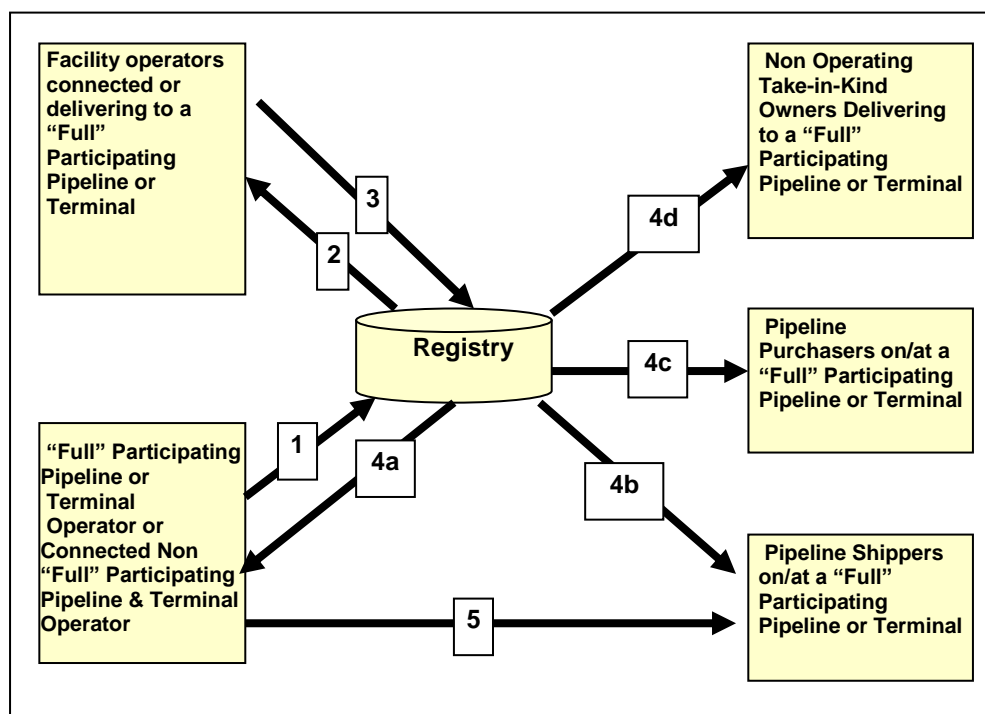 Facility operators
connected or
delivering to a
“Full”
Participating
Pipeline or
Terminal
Non Operating
Take-in-Kind
Owners Delivering
to a “Full”
Participating
Pipeline or Terminal
3
4d
2
Registry
Pipeline
Purchasers on/at a
“Full” Participating
Pipeline or Terminal
4c
“Full” Participating
Pipeline or
Terminal
Operator or
Connected Non
“Full” Participating
Pipeline & Terminal
Operator
1
4a
4b
5
Pipeline Shippers
on/at a “Full”
Participating
Pipeline or Terminal